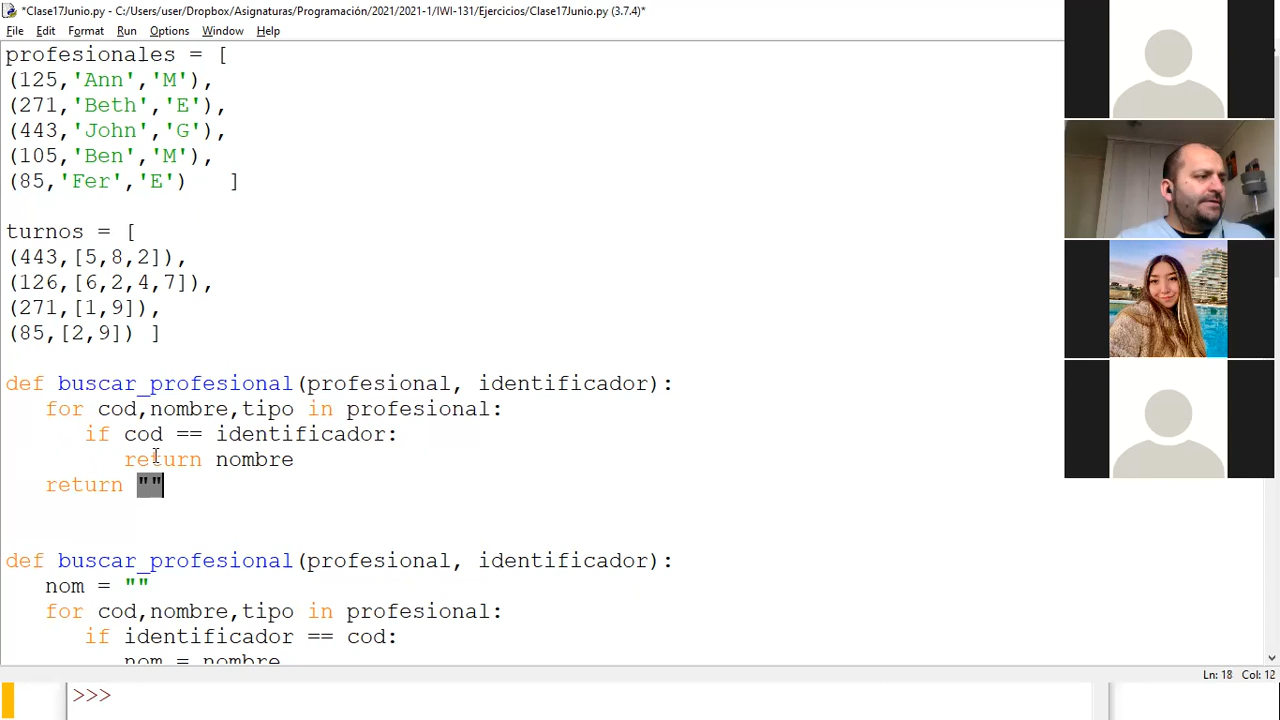 *Clase17Junio.py - C:/Users/user/Dropbox/Asignaturas/Programación/2021/2021-1/IWI-131/Ejercicios/Clase17Junio.py (3.7.4)*
File Edit Format Run Options Window Help
profesionales = [
(125,'Ann','M'),
(271,'Beth','E'),
(443,'John','G'),
(105,'Ben','M'),
(85,'Fer','E')   ]
turnos = [
(443,[5,8,2]),
(126,[6,2,4,7]),
(271,[1,9]),
(85,[2,9]) ]
def buscar_profesional(profesional, identificador):
   for cod,nombre,tipo in profesional:
      if cod == identificador:
         return nombre
   return ""
def buscar_profesional(profesional, identificador):
   nom = ""
   for cod,nombre,tipo in profesional:
      if identificador == cod:
         nom = nombre
Ln: 18 Col: 12
>>>